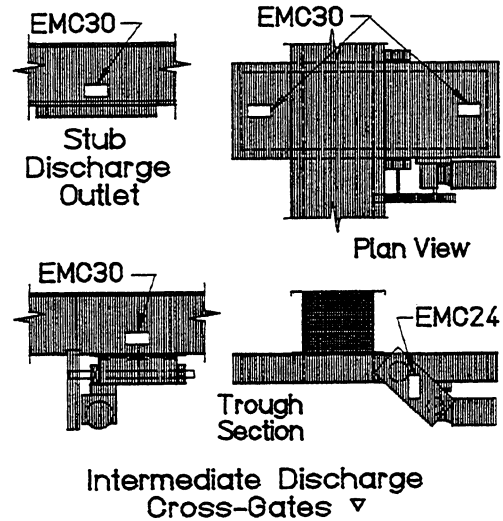 EMC30
EMC30
Stub
Discharge
Outlet
Plan View
EMC30
EMC24
Trough
Section
Intermediate Discharge
Cross-Gates ▽